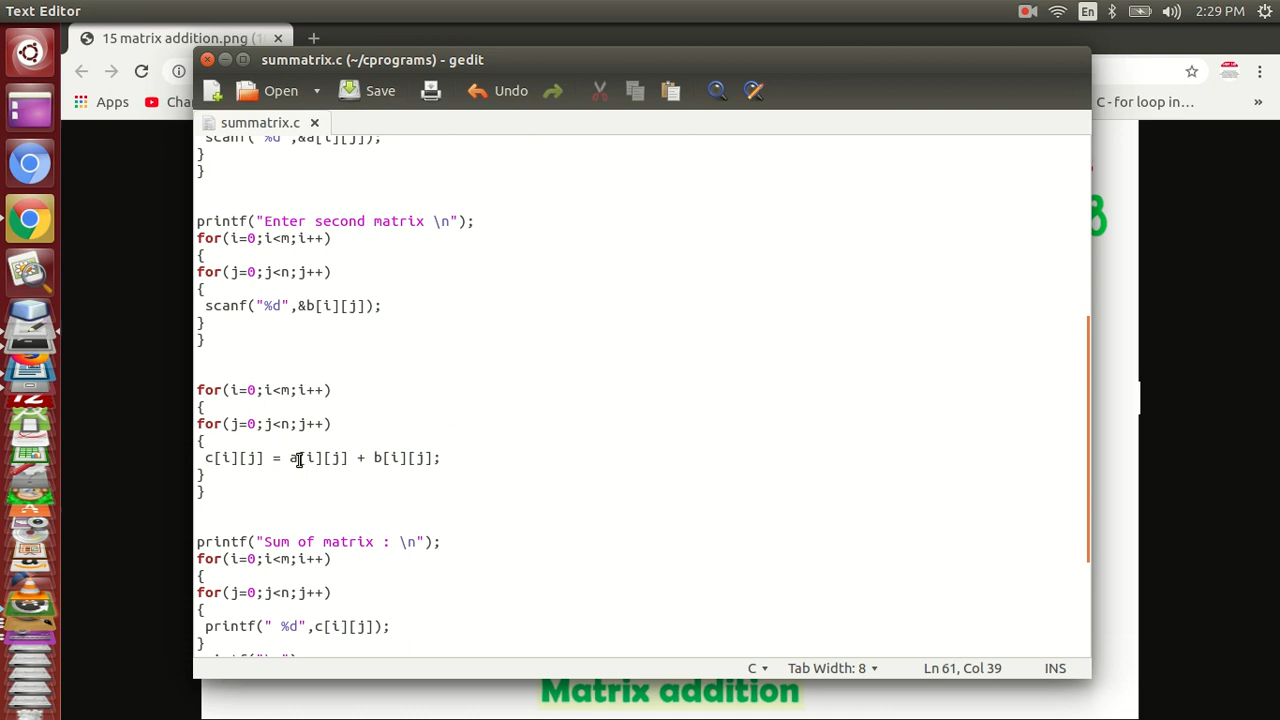 Text Editor
En
2:29 PM
15 matrix addition.png (1
summatrix.c (~/cprograms) - gedit
Apps
Open
Save
Undo
C - for loop in…
»
summatrix.c
scanf("%d",&a[i][j]);
}
}
printf("Enter second matrix \n");
for(i=0;i<m;i++)
{
for(j=0;j<n;j++)
{
scanf("%d",&b[i][j]);
}
}
for(i=0;i<m;i++)
{
for(j=0;j<n;j++)
{
c[i][j] = a[i][j] + b[i][j];
}
}
printf("Sum of matrix : \n");
for(i=0;i<m;i++)
{
for(j=0;j<n;j++)
{
printf(" %d",c[i][j]);
}
C
Tab Width: 8
Ln 61, Col 39
INS
Matrix addition